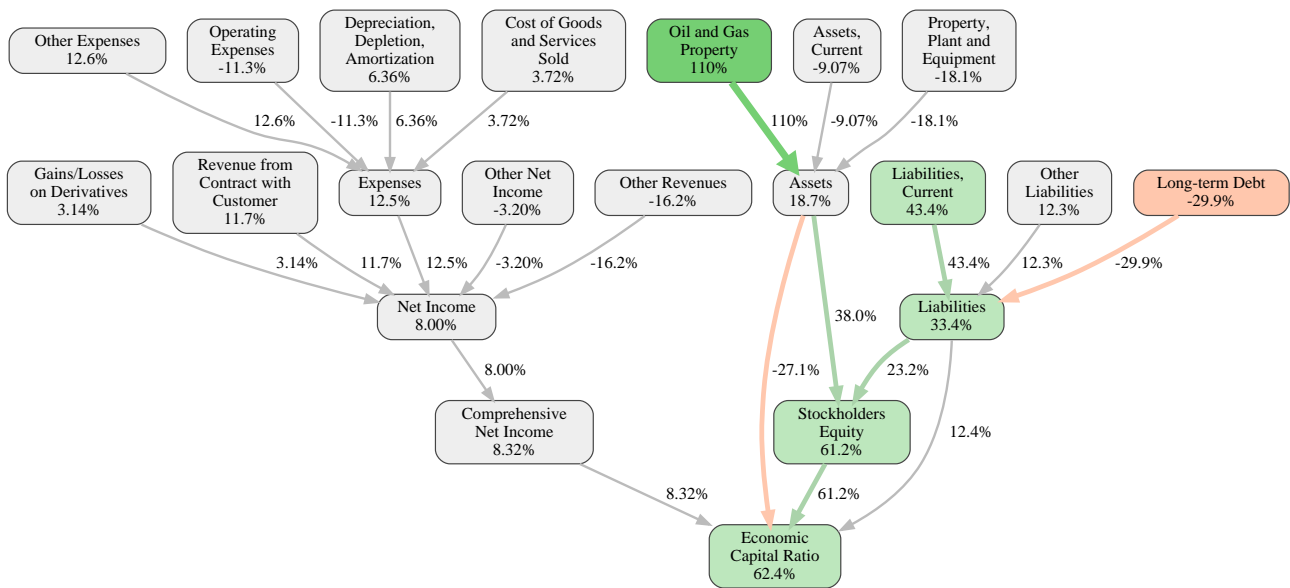 Other Expenses
12.6%
Operating
Expenses
-11.3%
Depreciation,
Depletion,
Amortization
6.36%
Cost of Goods
and Services
Sold
3.72%
Oil and Gas
Property
110%
Assets,
Current
-9.07%
Property,
Plant and
Equipment
-18.1%
12.6%
-11.3%
6.36%
3.72%
110%
-9.07%
-18.1%
Gains/Losses
on Derivatives
3.14%
Revenue from
Contract with
Customer
11.7%
Expenses
12.5%
Other Net
Income
-3.20%
Other Revenues
-16.2%
Assets
18.7%
Liabilities,
Current
43.4%
Other
Liabilities
12.3%
Long-term Debt
-29.9%
3.14%
11.7%
12.5%
-3.20%
-16.2%
43.4%
12.3%
-29.9%
Net Income
8.00%
38.0%
Liabilities
33.4%
8.00%
-27.1%
23.2%
Comprehensive
Net Income
8.32%
Stockholders
Equity
61.2%
12.4%
8.32%
61.2%
Economic
Capital Ratio
62.4%